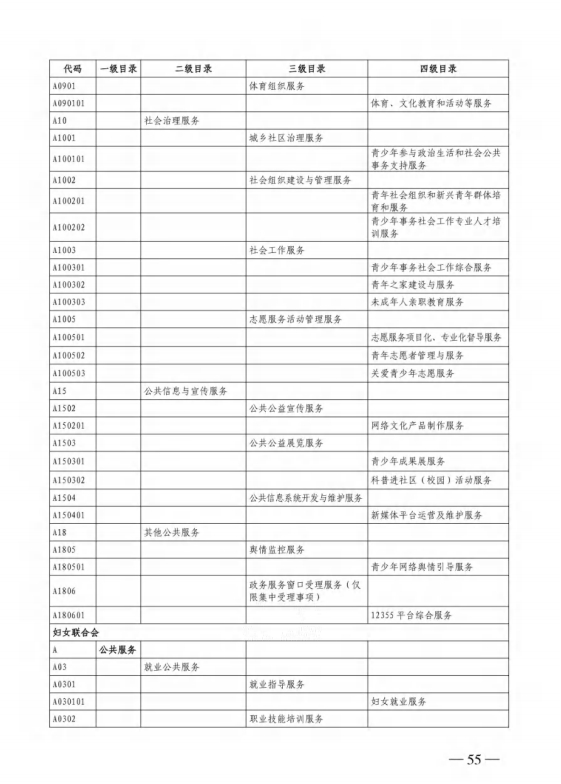 代码 一级目录 二级目录 三级目录 四级目录
A0901 体育组织服务
A090101 体育、文化教育和活动等服务
A10 社会治理服务
A1001 城乡社区治理服务
A100101 青少年参与政治生活和社会公共
事务支持服务
A1002 社会组织建设与管理服务
A100201 青年社会组织和新兴青年群体培
育和服务
A100202 青少年事务社会工作专业人才培
训服务
A1003 社会工作服务
A100301 青少年事务社会工作综合服务
A100302 青年之家建设与服务
A100303 未成年人亲职教育服务
A1005 志愿服务活动管理服务
A100501 志愿服务项目化、专业化督导服务
A100502 青年志愿者管理与服务
A100503 关爱青少年志愿服务
A15 公共信息与宣传服务
A1502 公共公益宣传服务
A150201 网络文化产品制作服务
A1503 公共公益展览服务
A150301 青少年成果展服务
A150302 科普进社区（校园）活动服务
A1504 公共信息系统开发与维护服务
A150401 新媒体平台运营及维护服务
A18 其他公共服务
A1805 舆情监控服务
A180501 青少年网络舆情引导服务
A1806 政务服务窗口受理服务（仅
限集中受理事项）
A180601 12355 平台综合服务
妇女联合会
A 公共服务
A03 就业公共服务
A0301 就业指导服务
A030101 妇女就业服务
A0302 职业技能培训服务
— 55 —